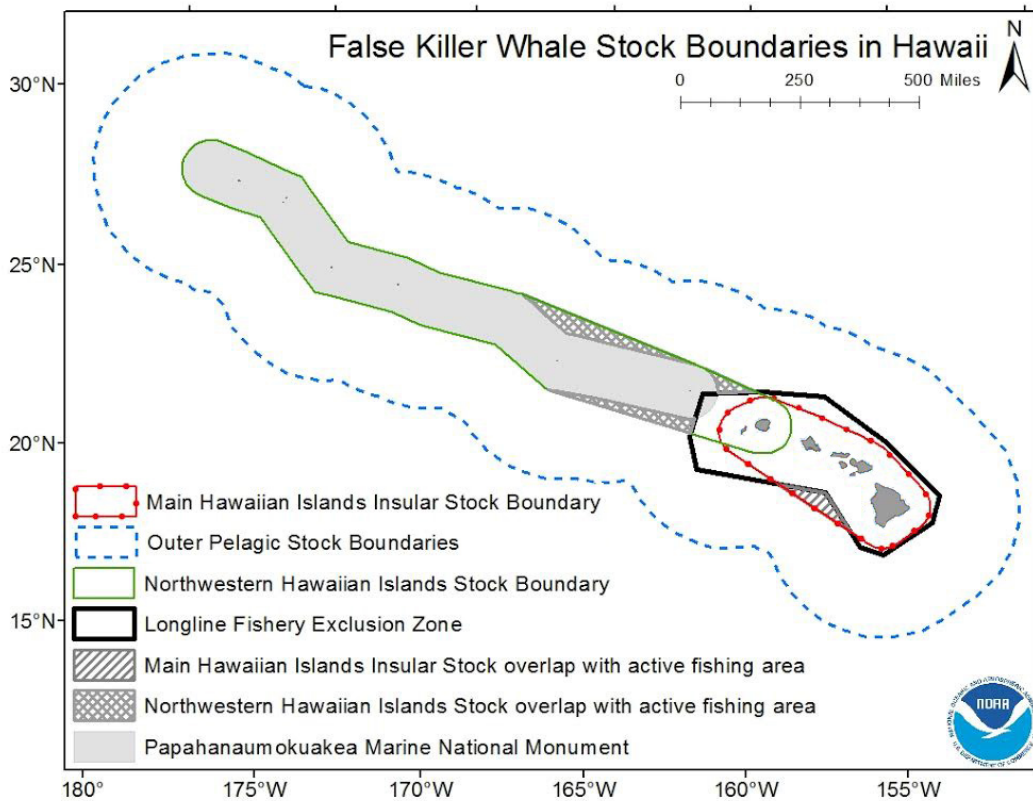 False Killer Whale Stock Boundaries in Hawaii
N
0 250 500 Miles
30°N
25°N
20°N
15°N
Main Hawaiian Islands Insular Stock Boundary
Outer Pelagic Stock Boundaries
Northwestern Hawaiian Islands Stock Boundary
Longline Fishery Exclusion Zone
Main Hawaiian Islands Insular Stock overlap with active fishing area
Northwestern Hawaiian Islands Stock overlap with active fishing area
Papahanaumokuakea Marine National Monument
NOAA
180° 175°W 170°W 165°W 160°W 155°W